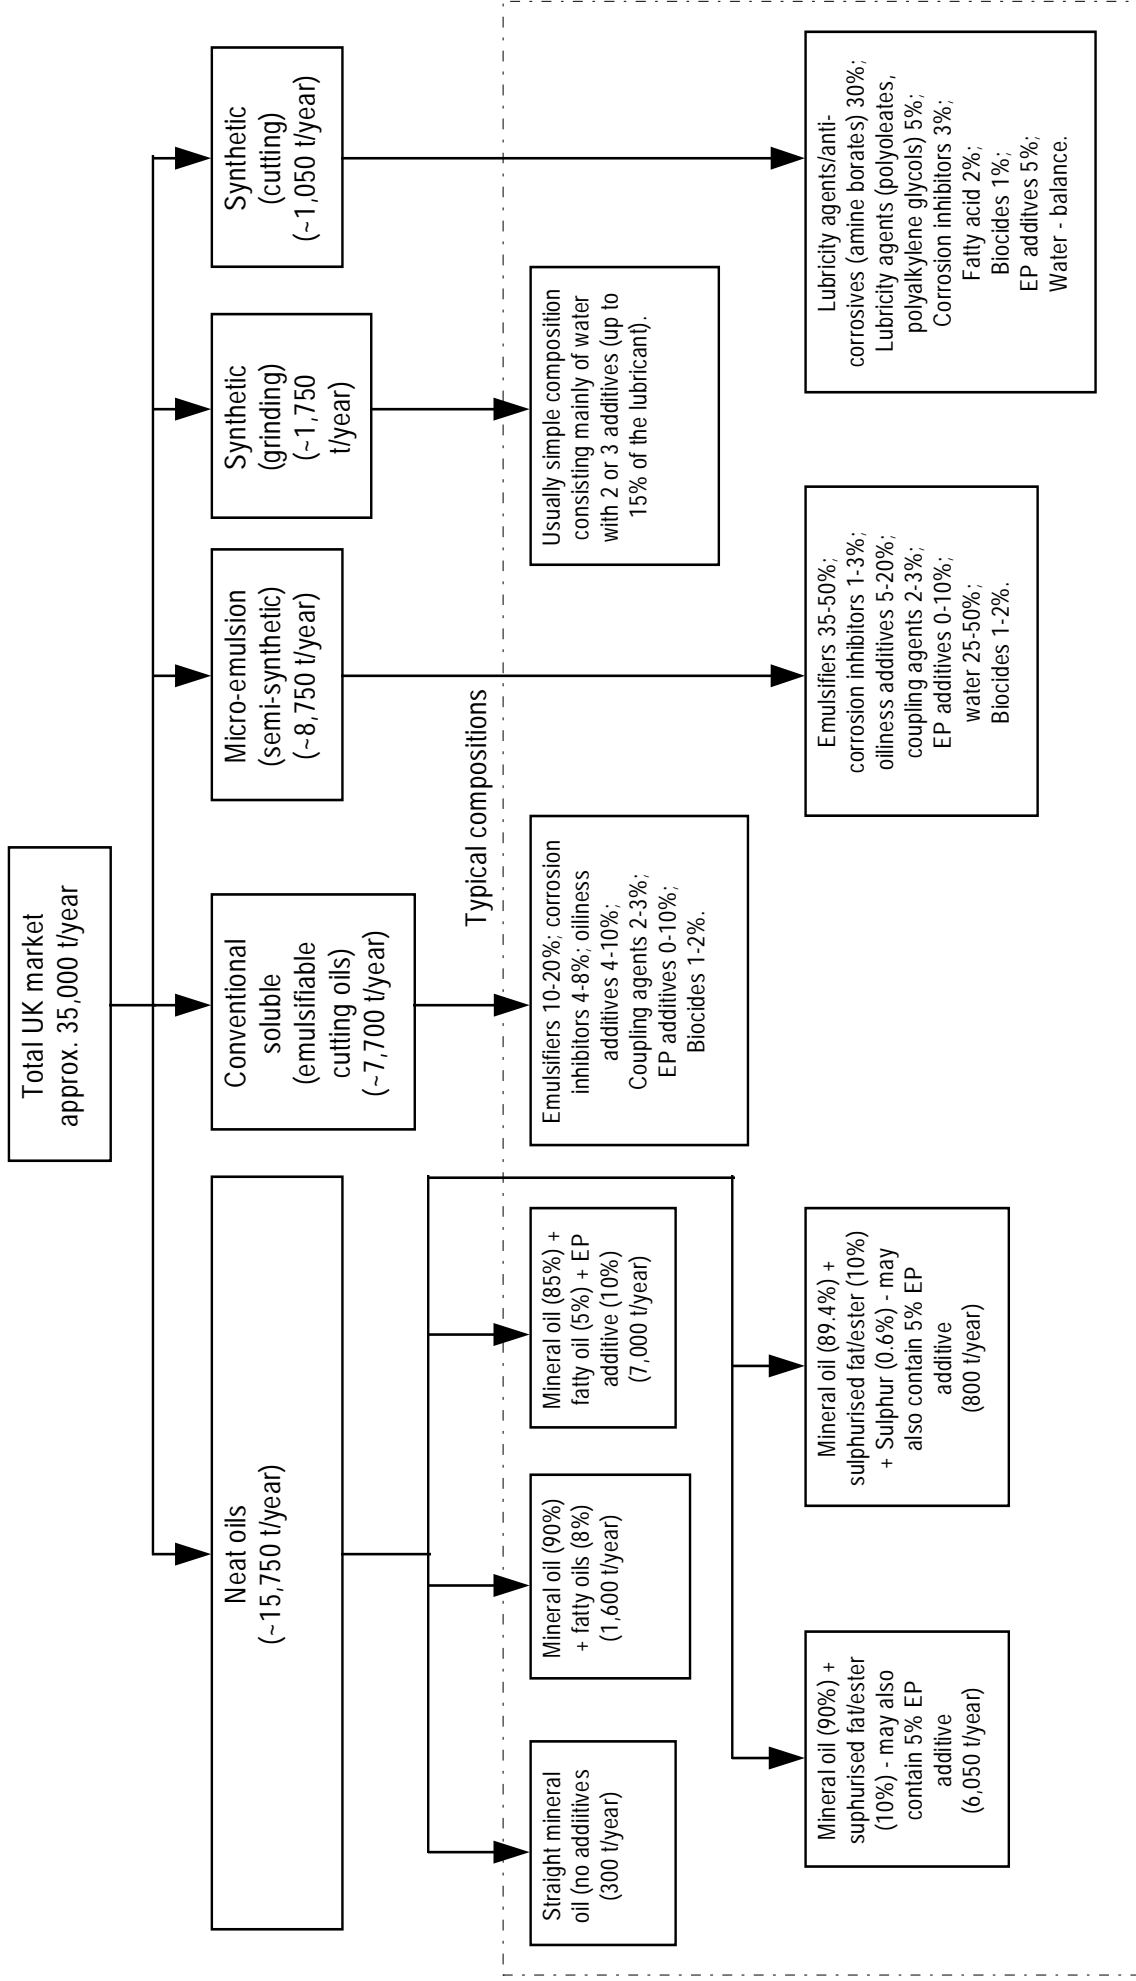 Total UK market
approx. 35,000 t/year
Neat oils
(~15,750 t/year)
Conventional
soluble
(emulsifiable
cutting oils)
(~7,700 t/year)
Micro-emulsion
(semi-synthetic)
(~8,750 t/year)
Synthetic
(grinding)
(~1,750
t/year)
Synthetic
(cutting)
(~1,050 t/year)
Typical compositions
Straight mineral
oil (no addiitives
(300 t/year)
Mineral oil (90%)
+ fatty oils (8%)
(1,600 t/year)
Mineral oil (85%) +
fatty oil (5%) + EP
additive (10%)
(7,000 t/year)
Emulsifiers 10-20%; corrosion
inhibitors 4-8%; oiliness
additives 4-10%;
Coupling agents 2-3%;
EP additives 0-10%;
Biocides 1-2%.
Usually simple composition
consisting mainly of water
with 2 or 3 additives (up to
15% of the lubricant).
Mineral oil (90%) +
suphurised fat/ester
(10%) - may also
contain 5% EP
additive
(6,050 t/year)
Mineral oil (89.4%) +
sulphurised fat/ester (10%)
+ Sulphur (0.6%) - may
also contain 5% EP
additive
(800 t/year)
Emulsifiers 35-50%;
corrosion inhibitors 1-3%;
oiliness additives 5-20%;
coupling agents 2-3%;
EP additives 0-10%;
water 25-50%;
Biocides 1-2%.
Lubricity agents/anti-
corrosives (amine borates) 30%;
Lubricity agents (polyoleates,
polyalkylene glycols) 5%;
Corrosion inhibitors 3%;
Fatty acid 2%;
Biocides 1%;
EP additves 5%;
Water - balance.